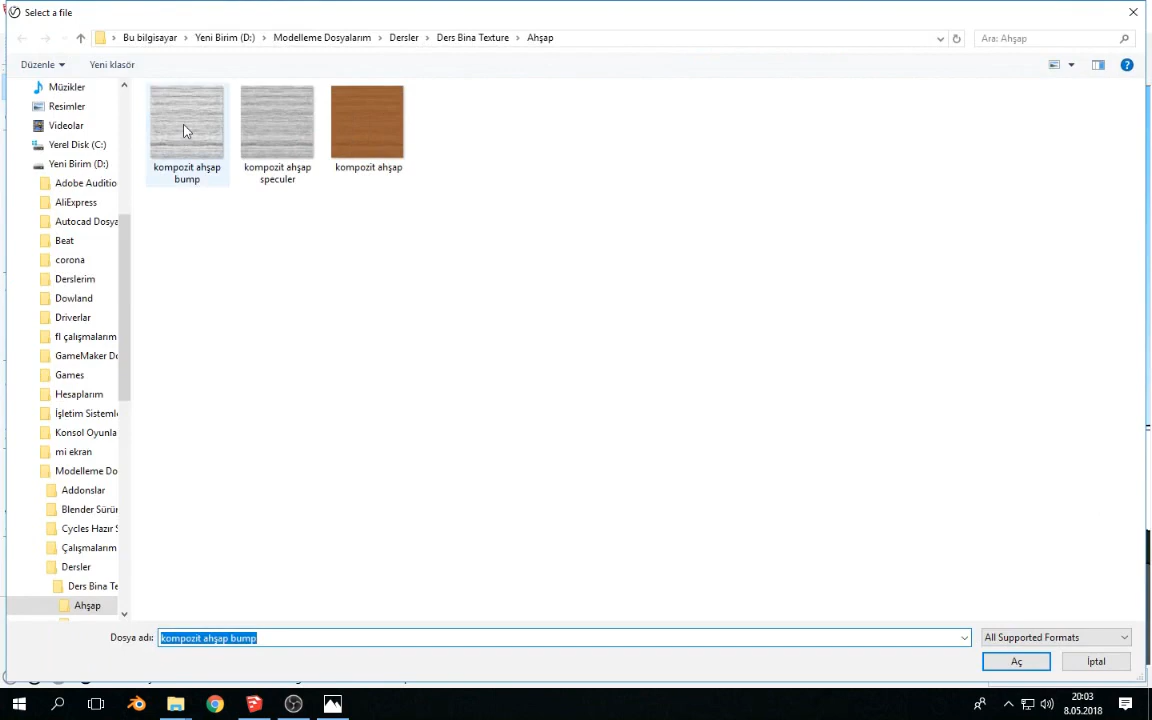 Select a file
Bu bilgisayar > Yeni Birim (D:) > Modelleme Dosyalarım > Dersler > Ders Bina Texture > Ahşap
Ara: Ahşap
Düzenle
Yeni klasör
Müzikler
Resimler
Videolar
Yerel Disk (C:)
Yeni Birim (D:)
Adobe Auditio
AliExpress
Autocad Dosya
Beat
corona
Derslerim
Dowland
Driverlar
fl çalışmalarım
GameMaker Do
Games
Hesaplarım
İşletim Sistemle
Konsol Oyunla
mi ekran
Modelleme Do
Addonslar
Blender Sürür
Cycles Hazır S
Çalışmalarım
Dersler
Ders Bina Te
Ahşap
kompozit ahşap
bump
kompozit ahşap
speculer
kompozit ahşap
Dosya adı:
kompozit ahşap bump
All Supported Formats
Aç
İptal
20:03
8.05.2018